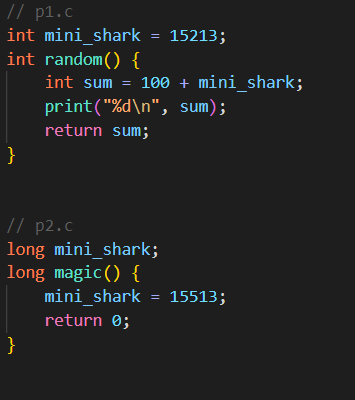 // p1.c
int mini_shark = 15213;
int random() {
    int sum = 100 + mini_shark;
    print("%d\n", sum);
    return sum;
}
// p2.c
long mini_shark;
long magic() {
    mini_shark = 15513;
    return 0;
}